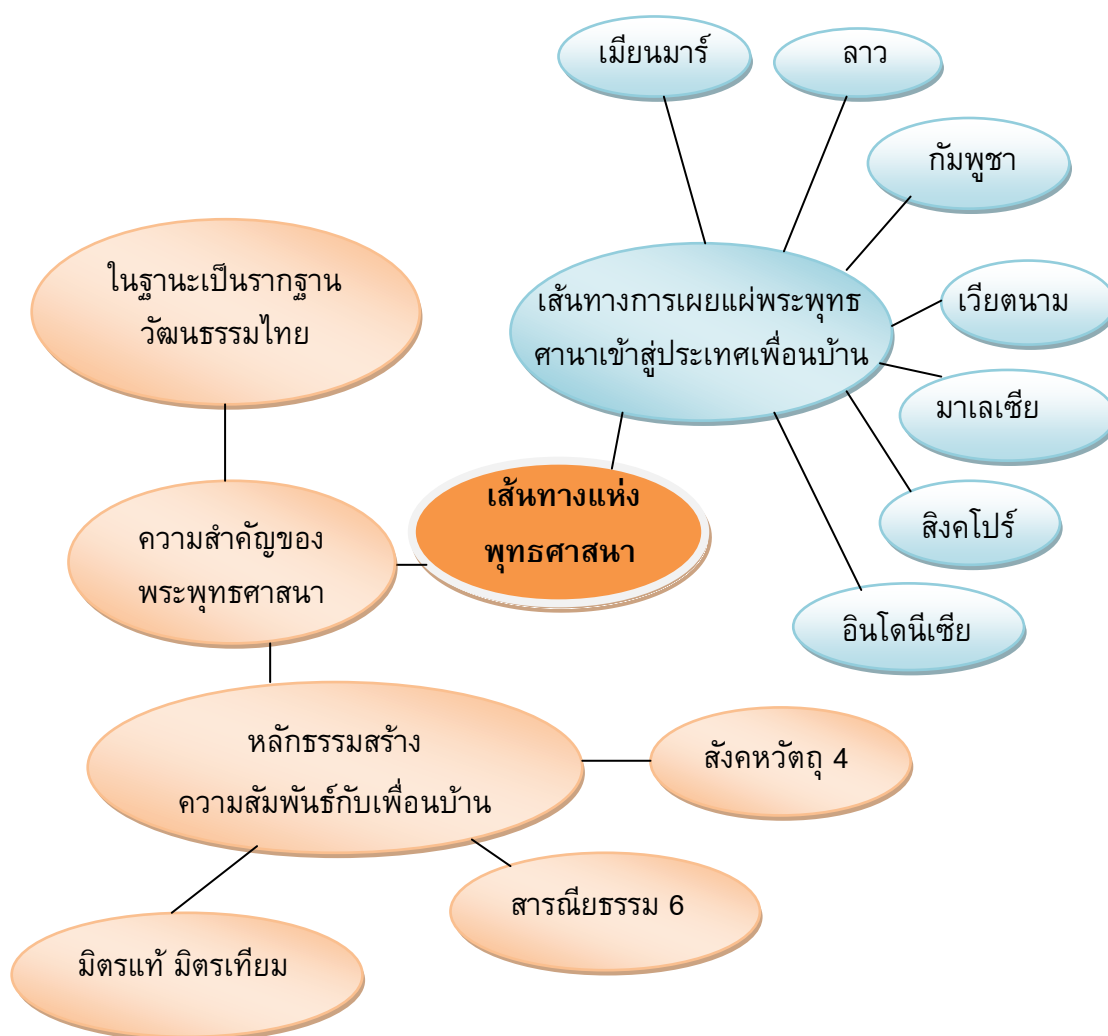 เมียนมาร์
ลาว
กัมพูชา
ในฐานะเป็นรากฐาน
วัฒนธรรมไทย
เส้นทางการเผยแผ่พระพุทธ
ศานาเข้าสู่ประเทศเพื่อนบ้าน
เวียตนาม
มาเลเซีย
เส้นทางแห่ง
พุทธศาสนา
สิงคโปร์
ความสำคัญของ
พระพุทธศาสนา
อินโดนีเซีย
หลักธรรมสร้าง
ความสัมพันธ์กับเพื่อนบ้าน
สังคหวัตถุ 4
สารณียธรรม 6
มิตรแท้ มิตรเทียม